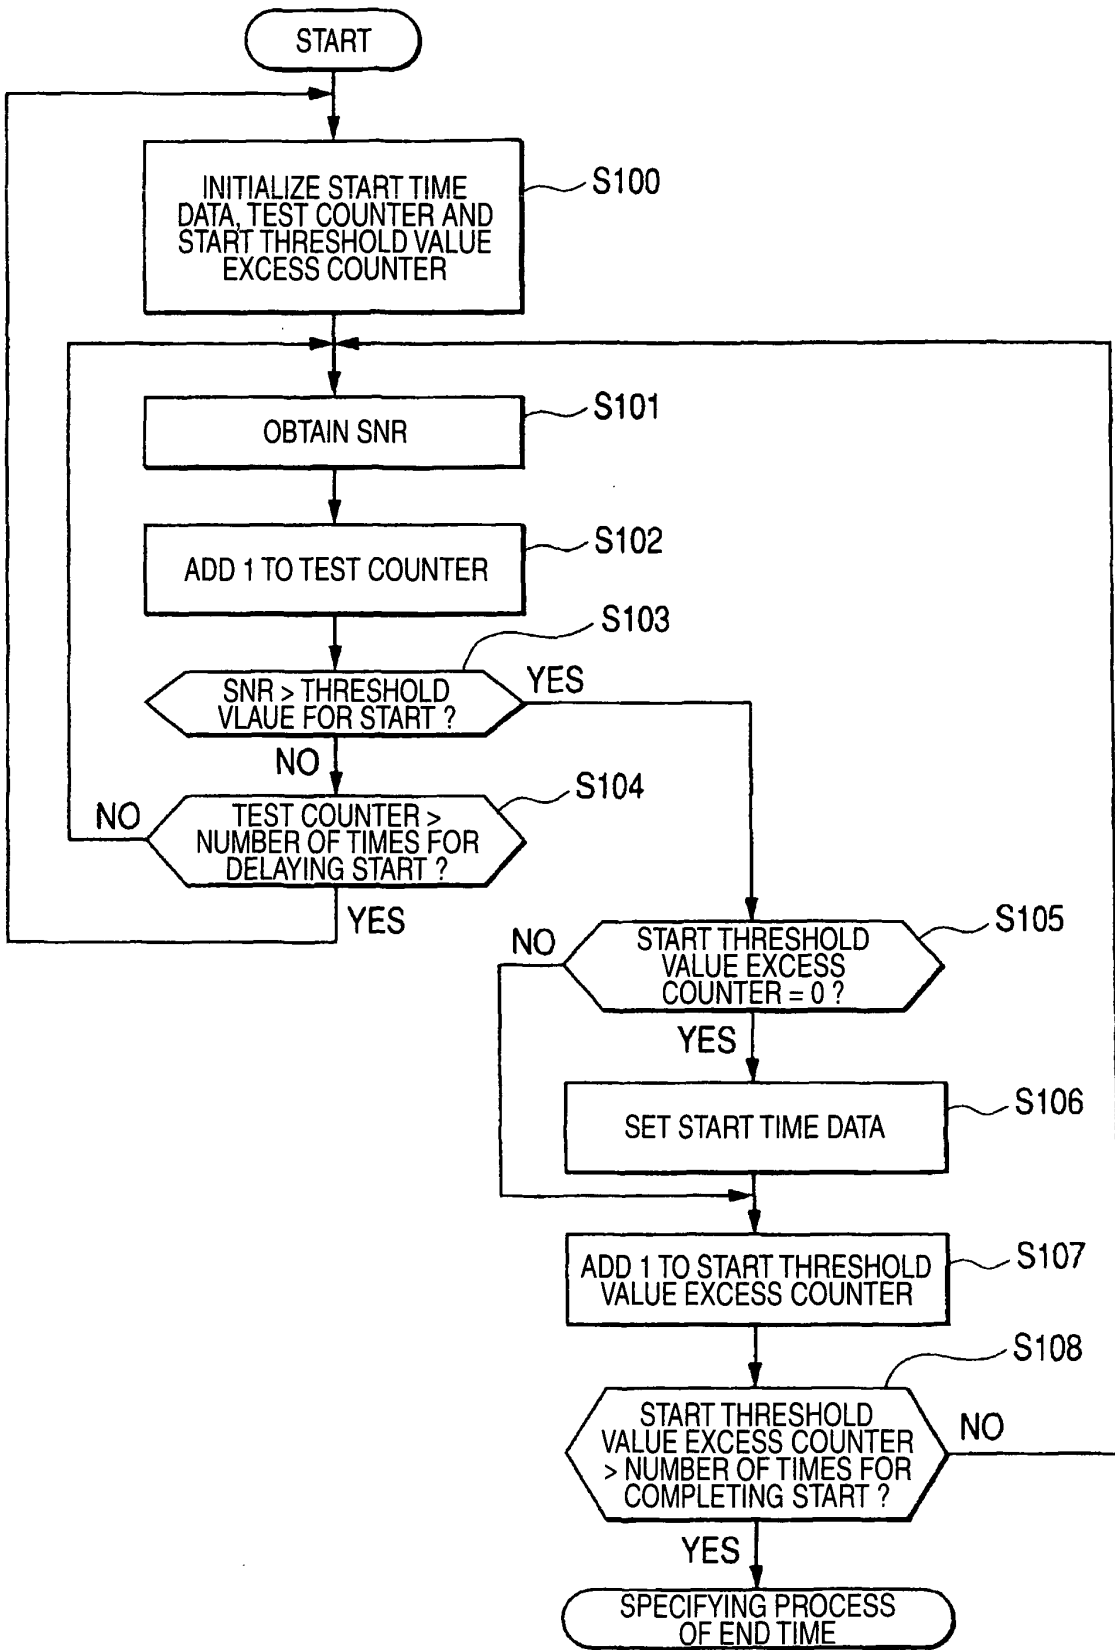 START
INITIALIZE START TIME
DATA, TEST COUNTER AND
START THRESHOLD VALUE
EXCESS COUNTER
S100
OBTAIN SNR
S101
ADD 1 TO TEST COUNTER
S102
S103
SNR > THRESHOLD
VLAUE FOR START ?
YES
NO
S104
TEST COUNTER >
NUMBER OF TIMES FOR
DELAYING START ?
NO
YES
S105
START THRESHOLD
VALUE EXCESS
COUNTER = 0 ?
NO
YES
SET START TIME DATA
S106
ADD 1 TO START THRESHOLD
VALUE EXCESS COUNTER
S107
S108
START THRESHOLD
VALUE EXCESS COUNTER
> NUMBER OF TIMES FOR
COMPLETING START ?
NO
YES
SPECIFYING PROCESS
OF END TIME